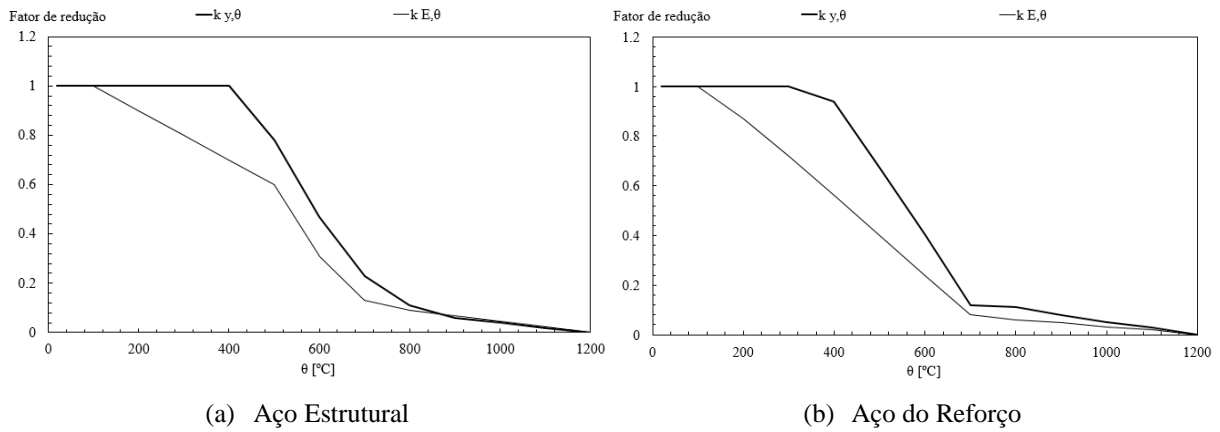 Fator de redução
k y,θ
k E,θ
1.2
1
0.8
0.6
0.4
0.2
0
0 200 400 600 800 1000 1200
θ [ºC]
(a) Aço Estrutural
Fator de redução
k y,θ
k E,θ
1.2
1
0.8
0.6
0.4
0.2
0
0 200 400 600 800 1000 1200
θ [ºC]
(b) Aço do Reforço